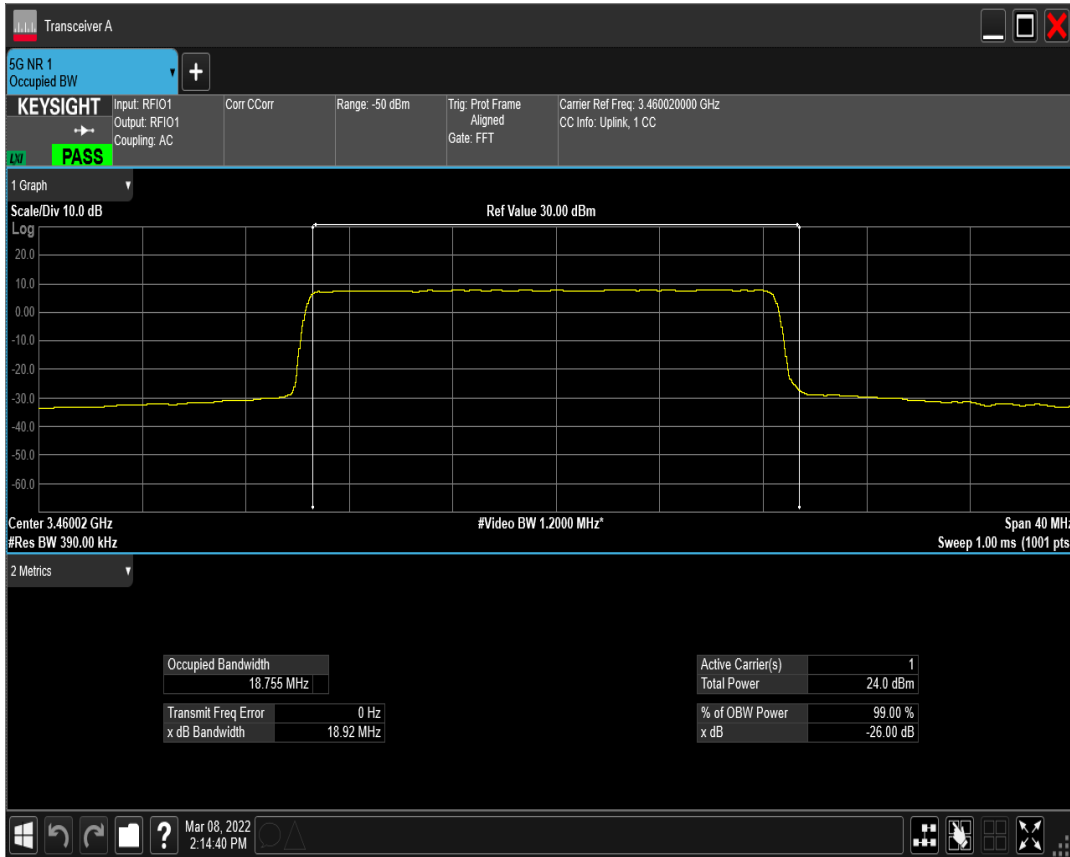 Transceiver A
5G NR 1
Occupied BW
KEYSIGHT
Input: RFIO1
Output: RFIO1
Coupling: AC
Corr CCorr
Range: -50 dBm
Trig: Prot Frame
Aligned
Gate: FFT
Carrier Ref Freq: 3.460020000 GHz
CC Info: Uplink, 1 CC
LXI
PASS
1 Graph
Scale/Div 10.0 dB
Ref Value 30.00 dBm
Log
20.0
10.0
0.00
-10.0
-20.0
-30.0
-40.0
-50.0
-60.0
Center 3.46002 GHz
#Video BW 1.2000 MHz*
Span 40 MHz
#Res BW 390.00 kHz
Sweep 1.00 ms (1001 pts
2 Metrics
Occupied Bandwidth
18.755 MHz
Transmit Freq Error 0 Hz
x dB Bandwidth 18.92 MHz
Active Carrier(s) 1
Total Power 24.0 dBm
% of OBW Power 99.00 %
x dB -26.00 dB
?
Mar 08, 2022
2:14:40 PM